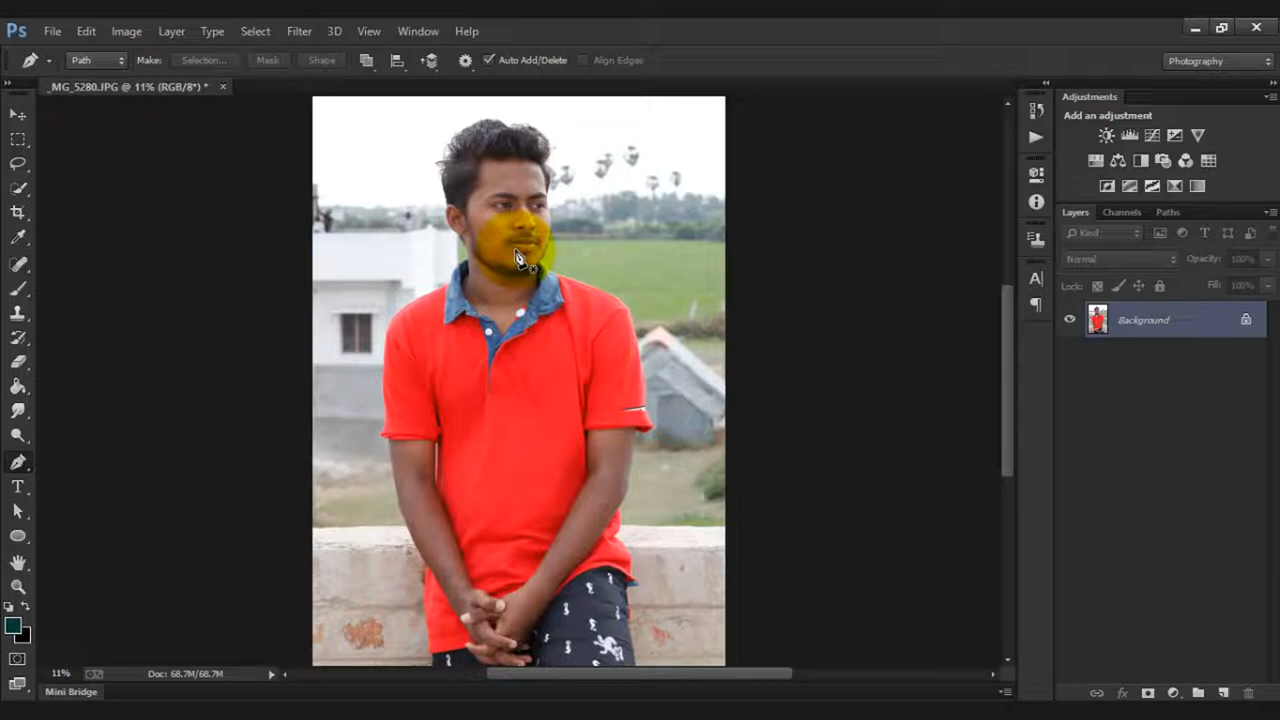 Ps File Edit Image Layer Type Select Filter 3D View Window Help
Path Make: Selection... Mask Shape Auto Add/Delete Align Edges Photography
_MG_5280.JPG @ 11% (RGB/8*) *
Adjustments
Add an adjustment
Layers Channels Paths
Kind
Normal Opacity: 100%
Lock: Fill: 100%
Background
11% Doc: 68.7M/68.7M
Mini Bridge